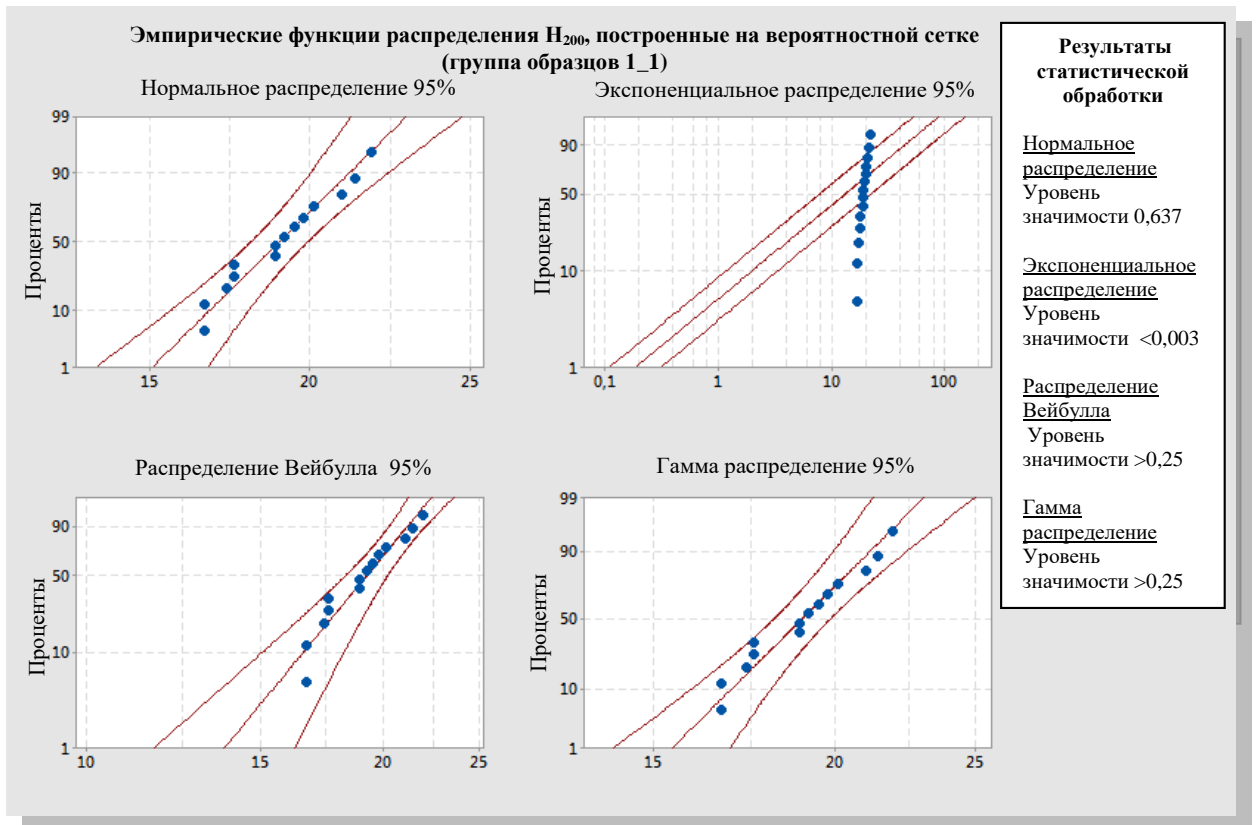 Эмпирические функции распределения H₂₀₀, построенные на вероятностной сетке
(группа образцов 1_1)
Нормальное распределение 95%
Проценты
99
90
50
10
1
15
20
25
Экспоненциальное распределение 95%
Проценты
90
50
10
1
0,1
1
10
100
Распределение Вейбулла 95%
Проценты
90
50
10
1
10
15
20
25
Гамма распределение 95%
Проценты
99
90
50
10
1
15
20
25
Результаты
статистической
обработки
Нормальное
распределение
Уровень
значимости 0,637
Экспоненциальное
распределение
Уровень
значимости <0,003
Распределение
Вейбулла
Уровень
значимости >0,25
Гамма
распределение
Уровень
значимости >0,25